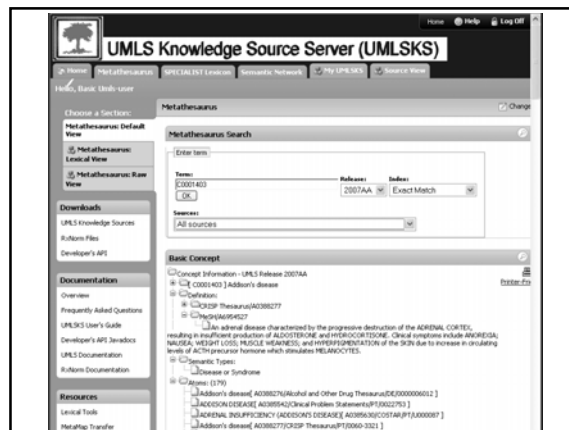 Home Help Log Off
UMLS Knowledge Source Server (UMLSKS)
Home Metathesaurus SPECIALIST Lexicon Semantic Network My UMLSKS Source View
Hello, Basic Umls-user
Choose a Section:
Metathesaurus: Default View
Metathesaurus: Lexical View
Metathesaurus: Raw View
Downloads
UMLS Knowledge Sources
RxNorm Files
Developer's API
Documentation
Overview
Frequently Asked Questions
UMLSKS User's Guide
Developer's API Javadocs
UMLS Documentation
RxNorm Documentation
Resources
Lexical Tools
MetaMap Transfer
Metathesaurus
Change
Metathesaurus Search
Enter term
Term: Release: Index:
C0001403 2007AA Exact Match
OK
Sources:
All sources
Basic Concept
Concept Information - UMLS Release 2007AA
Printer-Fre
[ C0001403 ] Addison's disease
Definition:
CRISP Thesaurus/A0388277
MeSH/A6954527
An adrenal disease characterized by the progressive destruction of the ADRENAL CORTEX,
resulting in insufficient production of ALDOSTERONE and HYDROCORTISONE. Clinical symptoms include ANOREXIA;
NAUSEA; WEIGHT LOSS; MUSCLE WEAKNESS; and HYPERPIGMENTATION of the SKIN due to increase in circulating
levels of ACTH precursor hormone which stimulates MELANOCYTES.
Semantic Types:
Disease or Syndrome
Atoms: (179)
Addison's disease[ A0388276/Alcohol and Other Drug Thesaurus/DE/0000006012 ]
ADDISON DISEASE[ A0385542/Clinical Problem Statements/PT/0022753 ]
ADRENAL INSUFFICIENCY (ADDISON'S DISEASE)[ A0385630/COSTAR/PT/U000087 ]
Addison's disease[ A0388277/CRISP Thesaurus/PT/0060-3321 ]